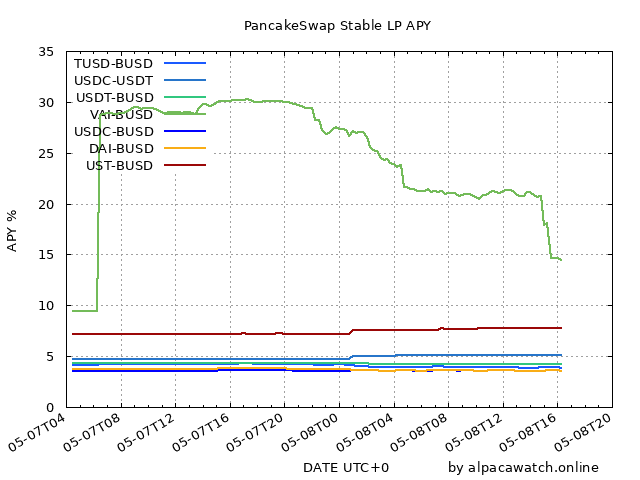 PancakeSwap Stable LP APY
35
30
25
20
15
10
5
0
APY %
TUSD-BUSD
USDC-USDT
USDT-BUSD
VAI-BUSD
USDC-BUSD
DAI-BUSD
UST-BUSD
05-07T04
05-07T08
05-07T12
05-07T16
05-07T20
05-08T00
05-08T04
05-08T08
05-08T12
05-08T16
05-08T20
DATE UTC+0
by alpacawatch.online